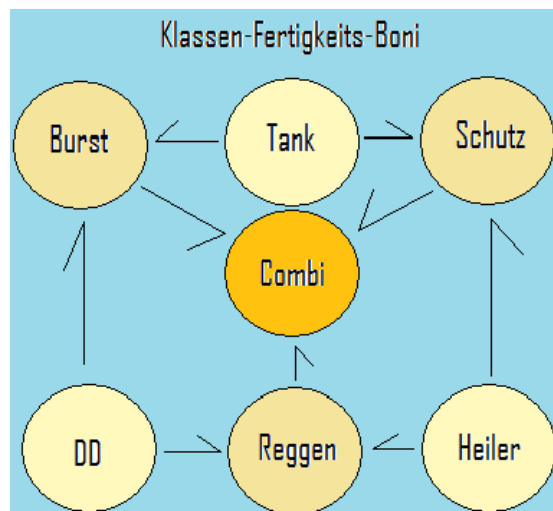 Klassen-Fertigkeits-Boni
Burst
Tank
Schutz
Combi
DD
Reggen
Heiler